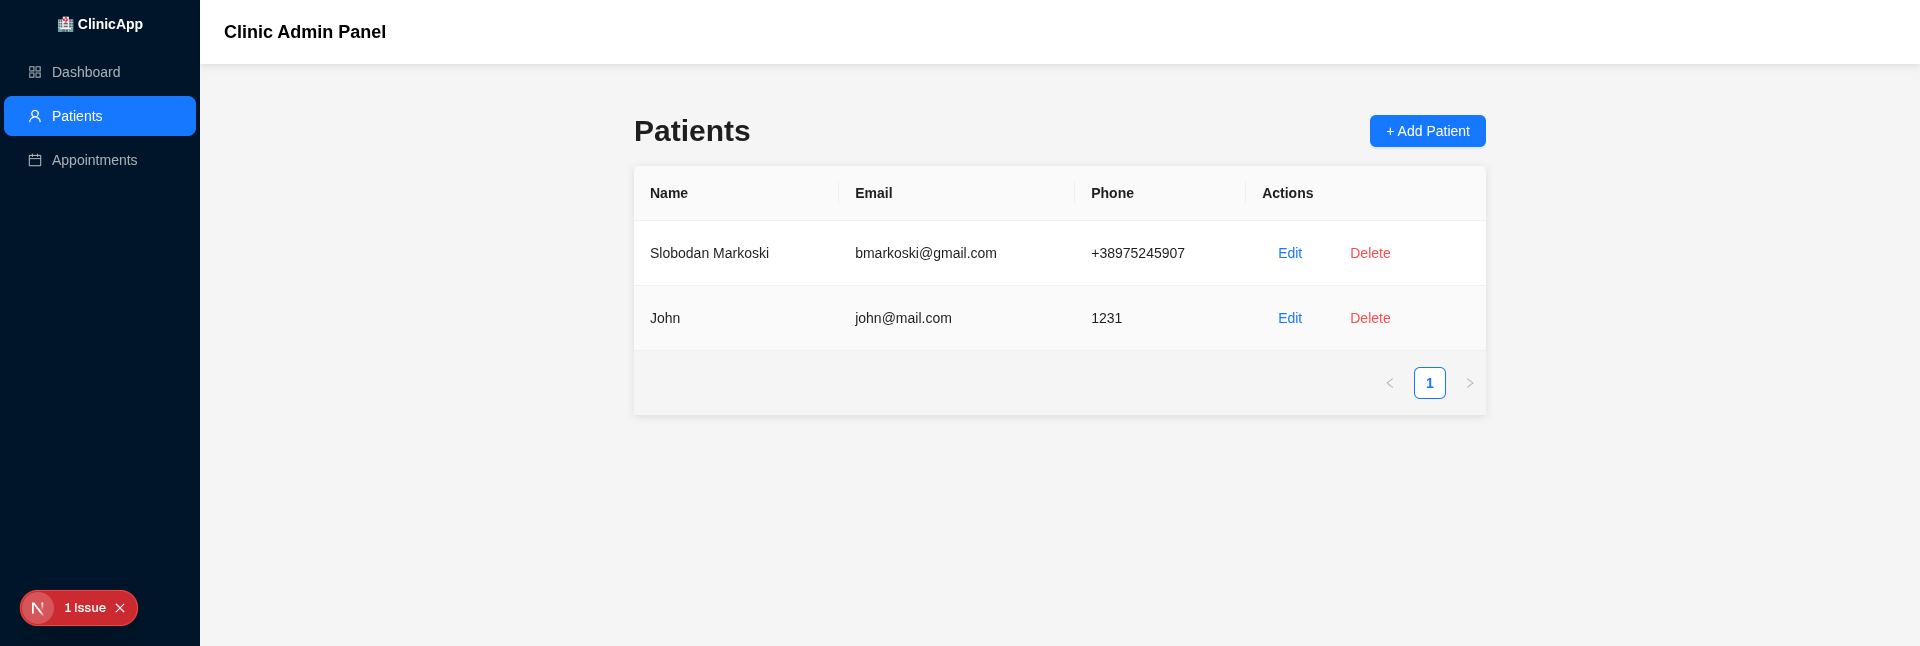 ClinicApp
Clinic Admin Panel
Dashboard
Patients
Appointments
Patients
+ Add Patient
Name Email Phone Actions
Slobodan Markoski bmarkoski@gmail.com +38975245907 Edit Delete
John john@mail.com 1231 Edit Delete
1
N 1 Issue